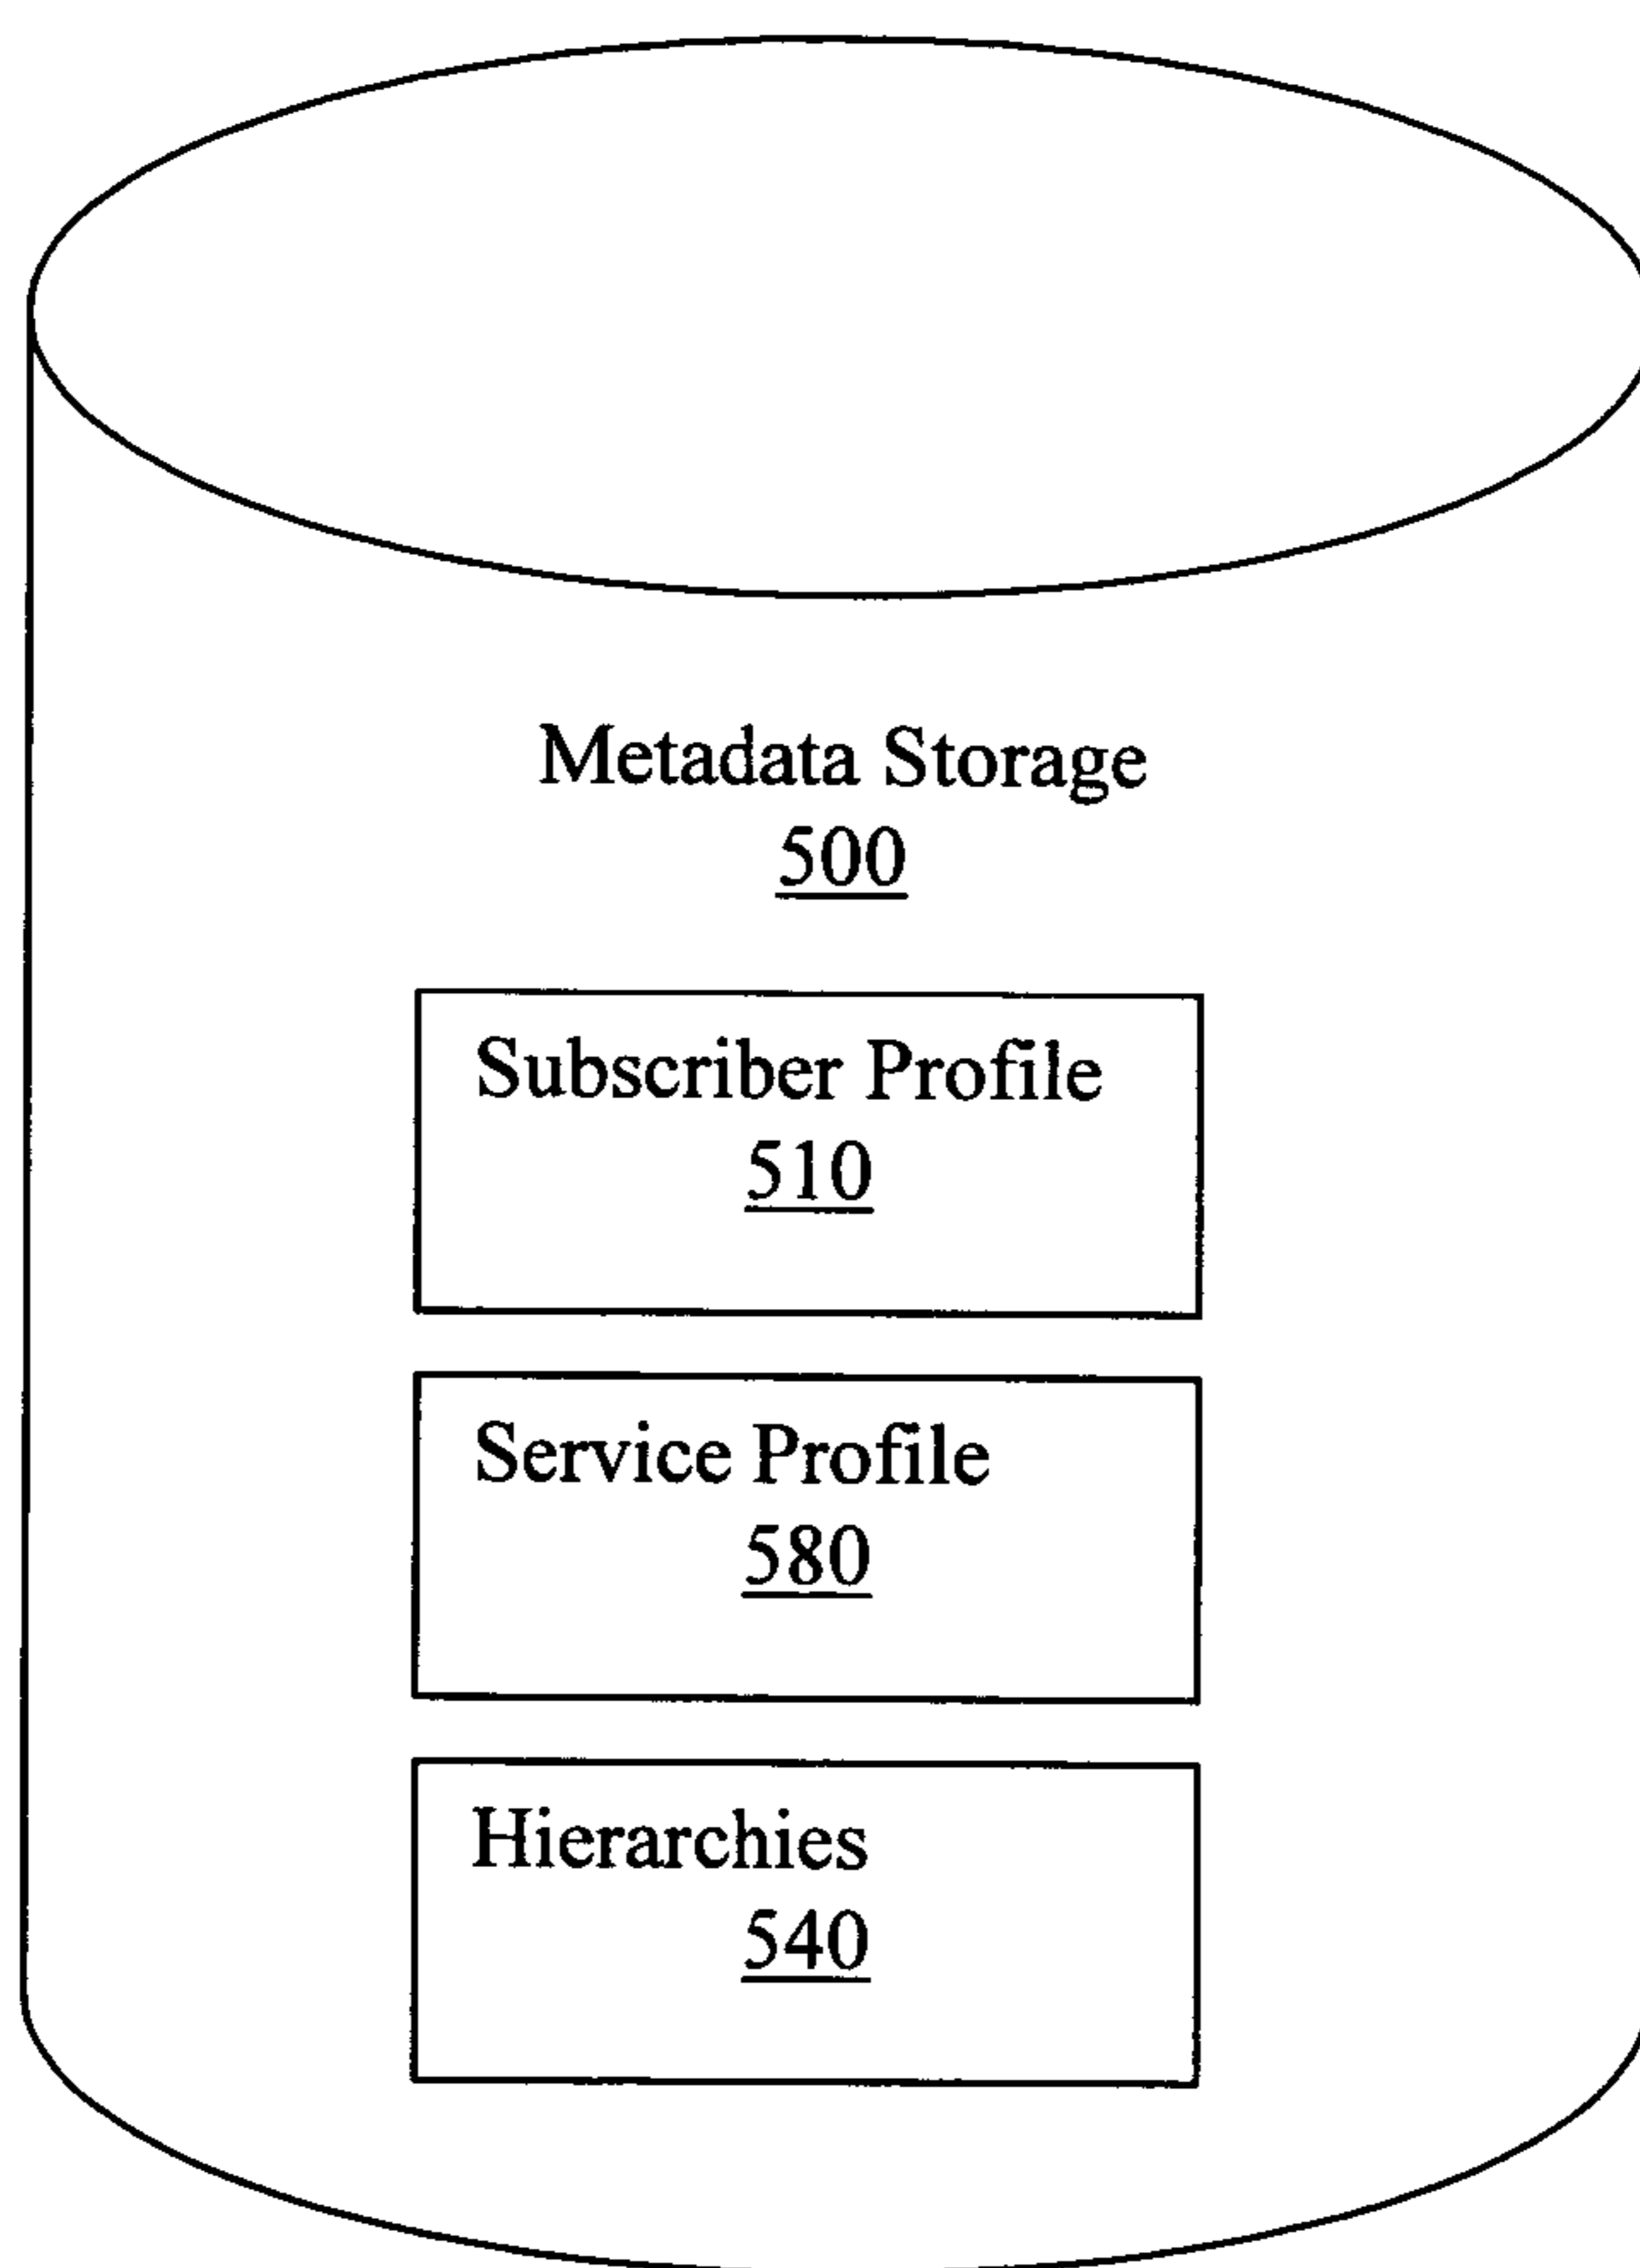 Metadata Storage
500
Subscriber Profile
510
Service Profile
580
Hierarchies
540